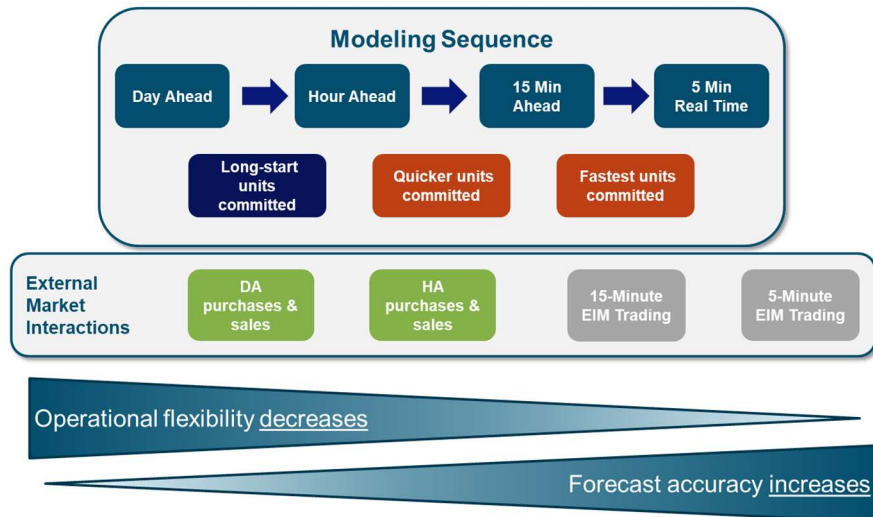 Modeling Sequence
Day Ahead
Hour Ahead
15 Min
Ahead
5 Min
Real Time
Long-start
units
committed
Quicker units
committed
Fastest units
committed
External
Market
Interactions
DA
purchases &
sales
HA
purchases &
sales
15-Minute
EIM Trading
5-Minute
EIM Trading
Operational flexibility decreases
Forecast accuracy increases